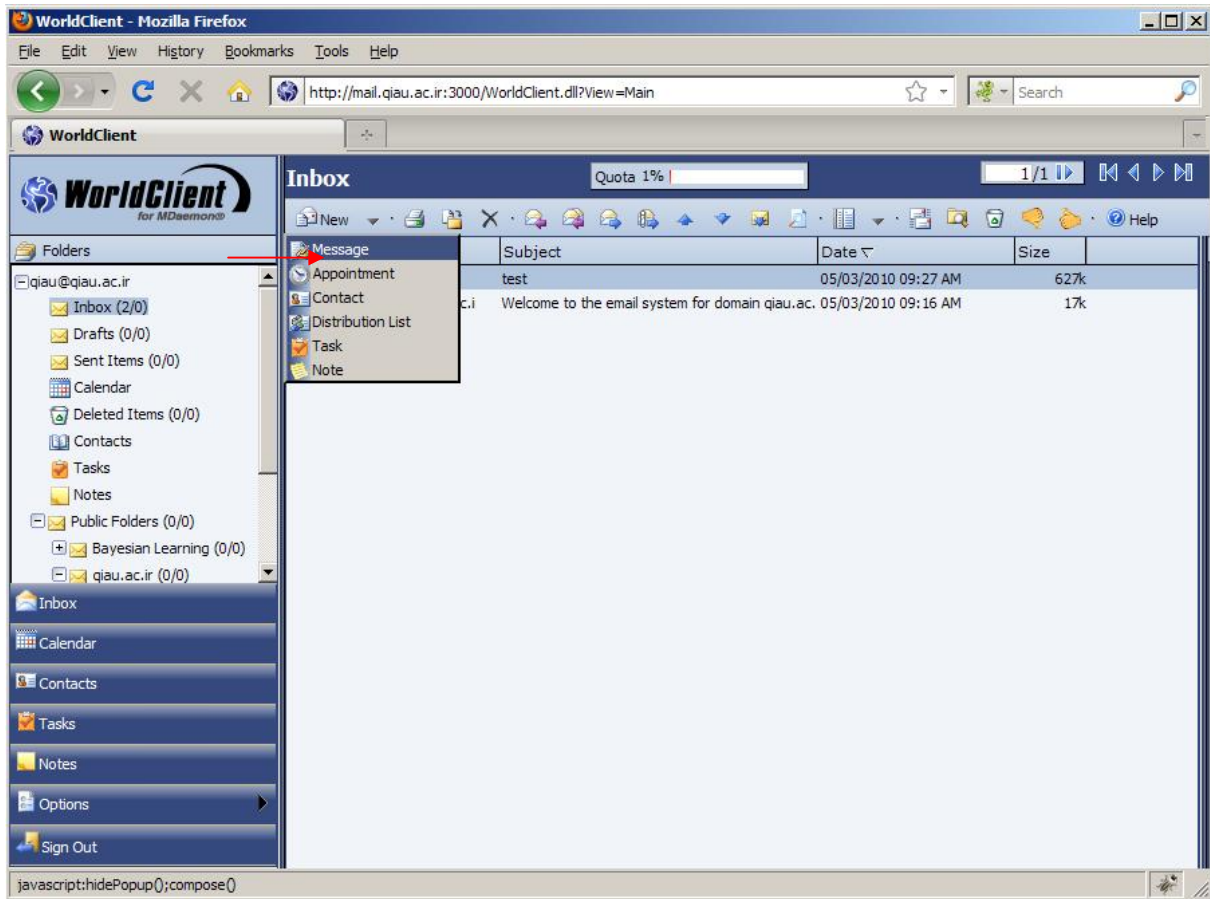 WorldClient - Mozilla Firefox
File Edit View History Bookmarks Tools Help
http://mail.qiau.ac.ir:3000/WorldClient.dll?View=Main Search
WorldClient
WorldClient
for MDaemon®
Inbox Quota 1% 1/1
New Help
Folders
Message
Appointment
Contact
Distribution List
Task
Note
Subject Date Size
test 05/03/2010 09:27 AM 627k
c.i Welcome to the email system for domain qiau.ac. 05/03/2010 09:16 AM 17k
qiau@qiau.ac.ir
Inbox (2/0)
Drafts (0/0)
Sent Items (0/0)
Calendar
Deleted Items (0/0)
Contacts
Tasks
Notes
Public Folders (0/0)
Bayesian Learning (0/0)
qiau.ac.ir (0/0)
Inbox
Calendar
Contacts
Tasks
Notes
Options
Sign Out
javascript:hidePopup();compose()